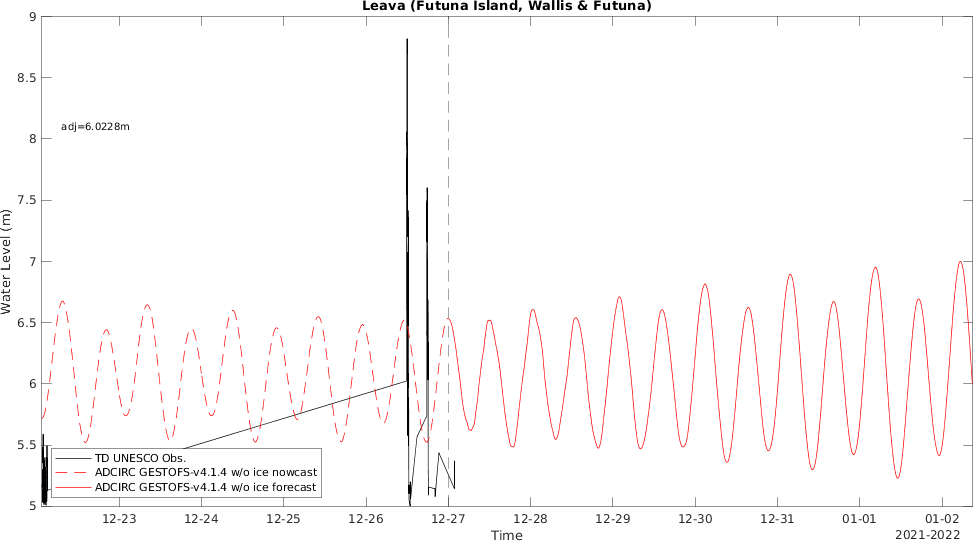 Leava (Futuna Island, Wallis & Futuna)
9
8.5
8
7.5
7
6.5
6
5.5
5
Water Level (m)
adj=6.0228m
TD UNESCO Obs.
ADCIRC GESTOFS-v4.1.4 w/o ice nowcast
ADCIRC GESTOFS-v4.1.4 w/o ice forecast
12-23 12-24 12-25 12-26 12-27 12-28 12-29 12-30 12-31 01-01 01-02
2021-2022
Time